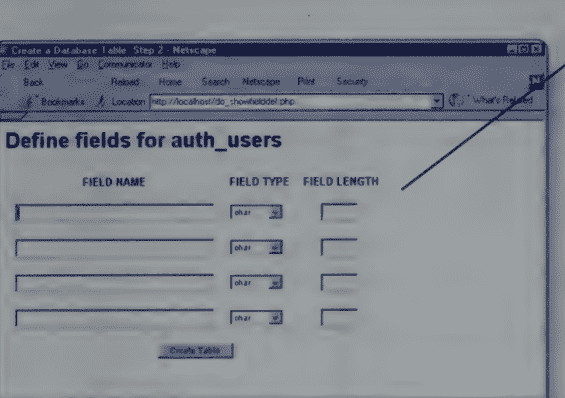 Create a Database Table Step 2 - Netscape
File Edit View Go Communicator Help
Back Reload Home Search Netscape Print Security
Bookmarks Location http://localhost/do_showfielddef.php What's Related
Define fields for auth_users
FIELD NAME FIELD TYPE FIELD LENGTH
char
char
char
char
Create Table